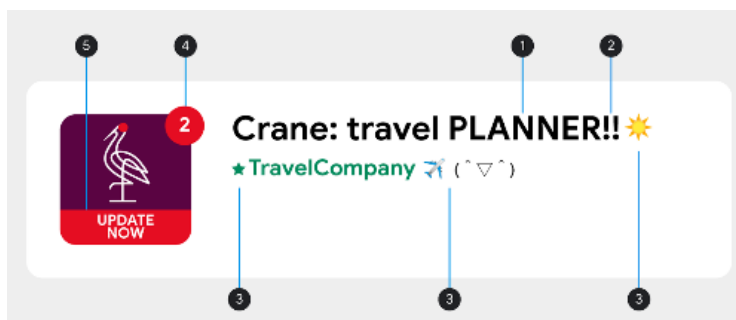 5 4 1 2
2
Crane: travel PLANNER!!☀️
★TravelCompany ✈️ (ˆ▽ˆ)
UPDATE
NOW
3 3 3